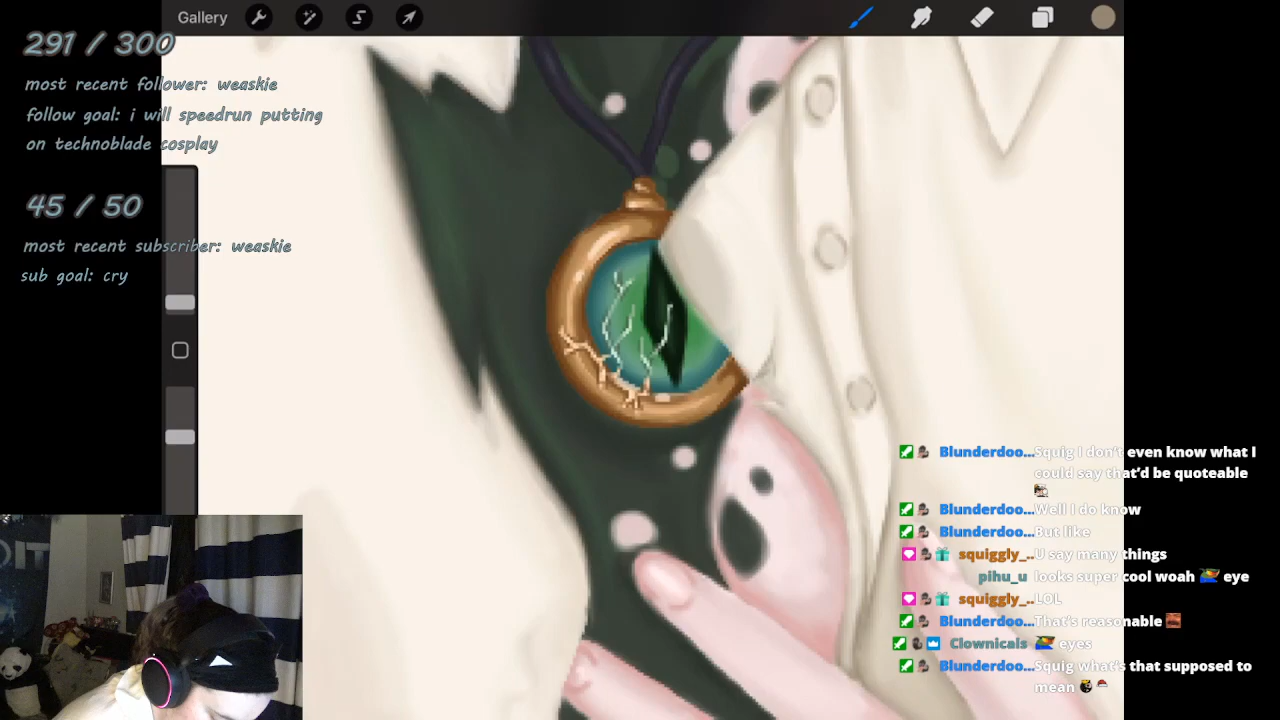 Gallery
291 / 300
most recent follower: weaskie
follow goal: i will speedrun putting
on technoblade cosplay
45 / 50
most recent subscriber: weaskie
sub goal: cry
Blunderdoo... Squig I don't even know what I
could say that'd be quoteable
Blunderdoo... Well I do know
Blunderdoo... But like
squiggly_.. U say many things
pihu_u looks super cool woah eye
squiggly_.. LOL
Blunderdoo... That's reasonable
Clownicals eyes
Blunderdoo... Squig what's that supposed to
mean